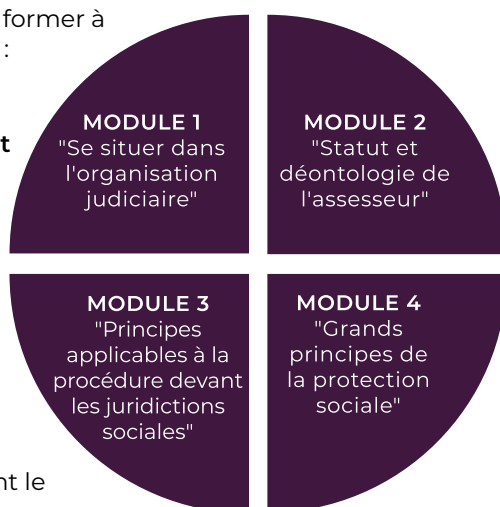 former à
:
t
MODULE 1
"Se situer dans
l'organisation
judiciaire"
MODULE 2
"Statut et
déontologie de
l'assesseur"
MODULE 3
"Principes
applicables à la
procédure devant
les juridictions
sociales"
MODULE 4
"Grands
principes de
la protection
sociale"
nt le